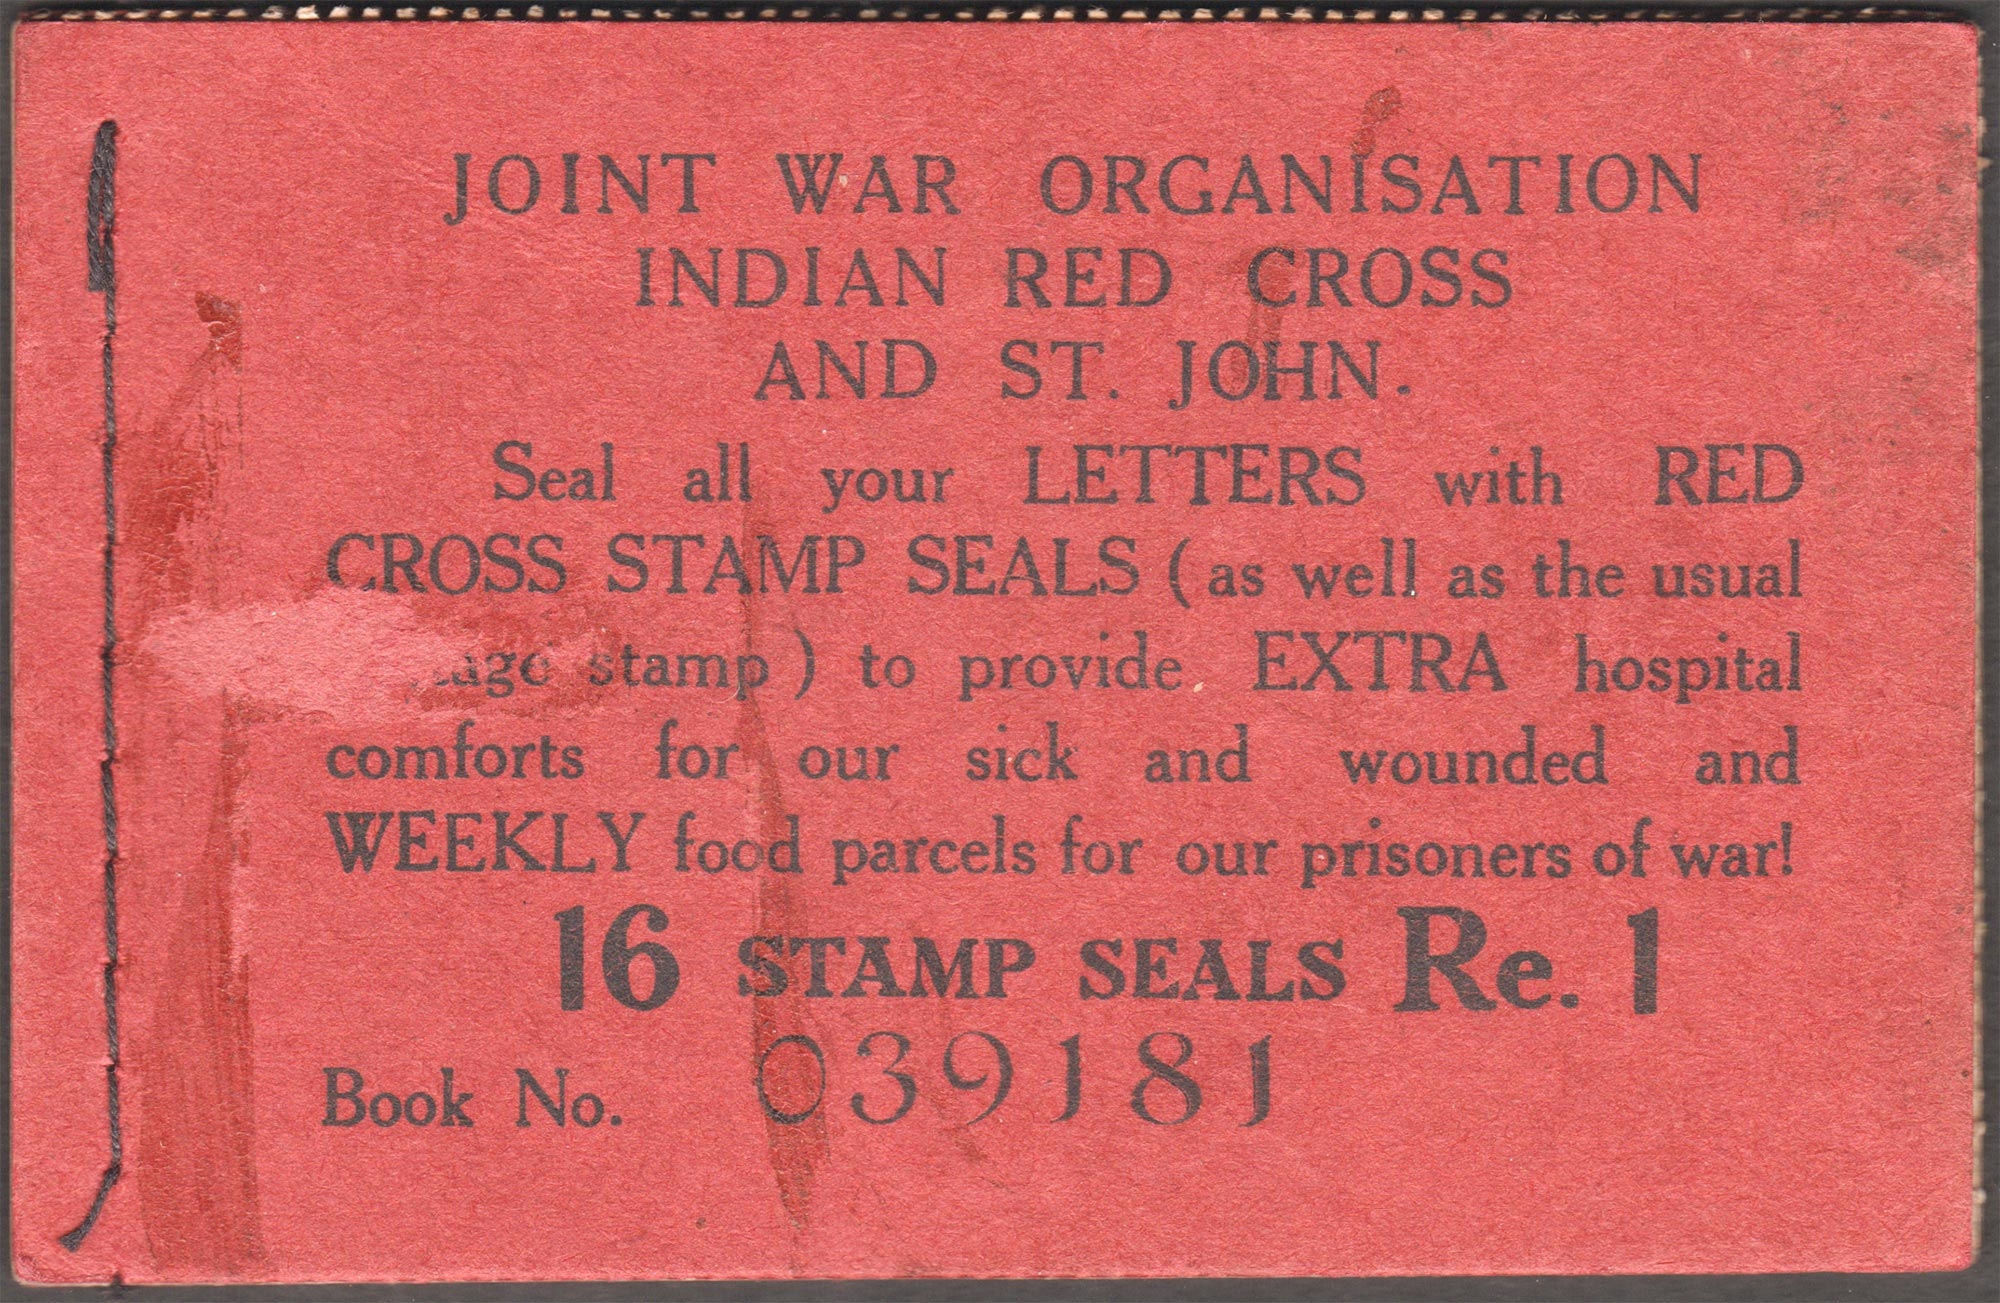 JOINT WAR ORGANISATION
INDIAN RED CROSS
AND ST. JOHN.
Seal all your LETTERS with RED
CROSS STAMP SEALS (as well as the usual
stamp) to provide EXTRA hospital
comforts for our sick and wounded and
WEEKLY food parcels for our prisoners of war!
16 STAMP SEALS Re. 1
Book No. 039181